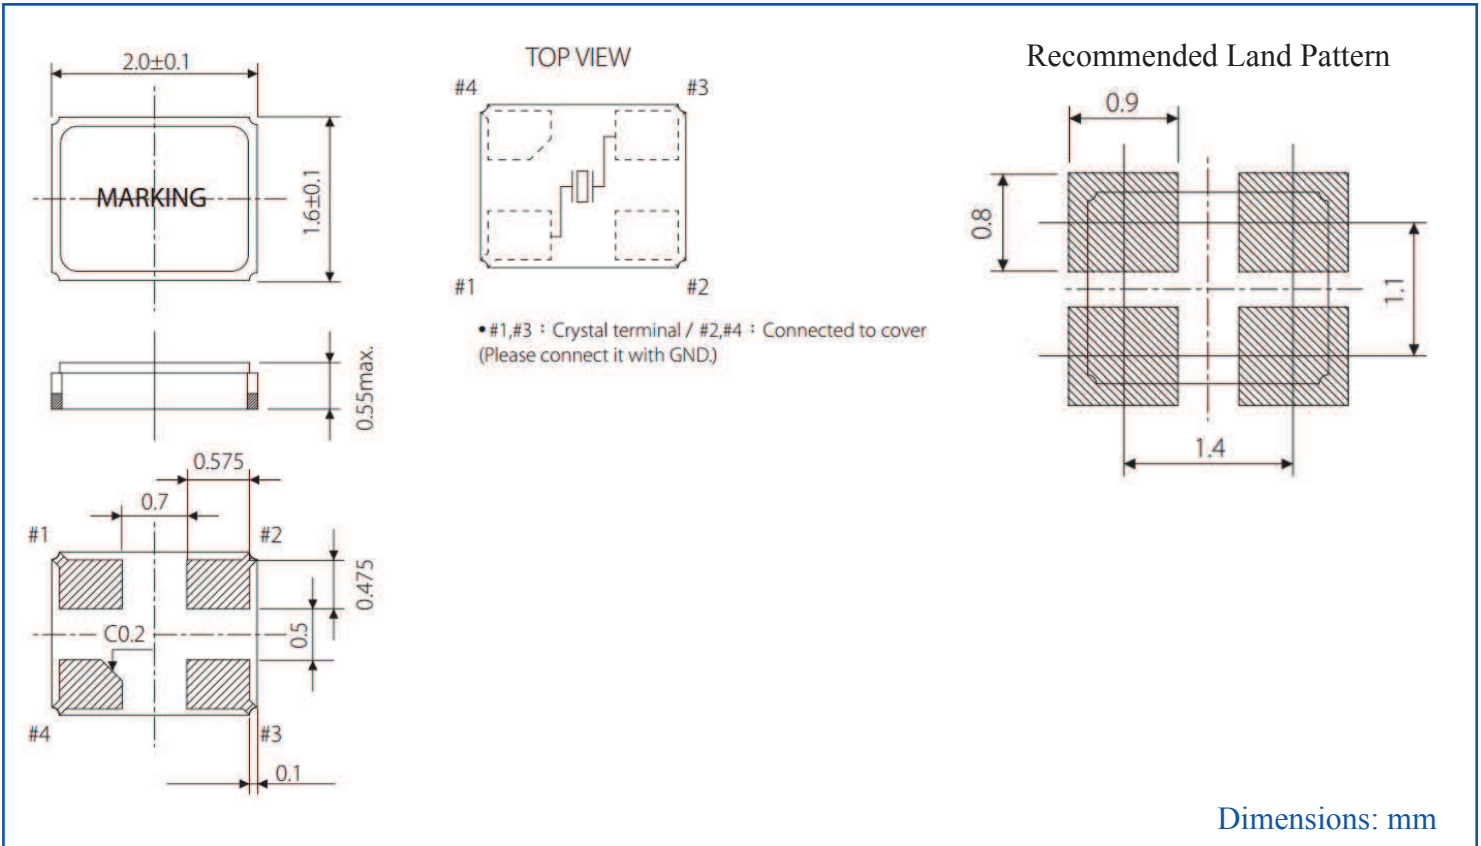 2.0±0.1
MARKING
1.6±0.1
0.55max.
TOP VIEW
#4
#3
#1
#2
•#1,#3 : Crystal terminal / #2,#4 : Connected to cover
(Please connect it with GND.)
Recommended Land Pattern
0.9
0.8
1.1
1.4
0.575
0.7
#1
#2
0.475
C0.2
0.5
#4
#3
0.1
Dimensions: mm